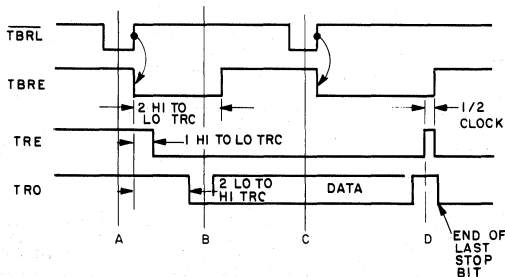 TBRL
TBRE
2 HI TO
LO TRC
1/2
CLOCK
TRE
1 HI TO LO TRC
TRO
2 LO TO
HI TRC
DATA
A
B
C
D
END OF
LAST
STOP
BIT